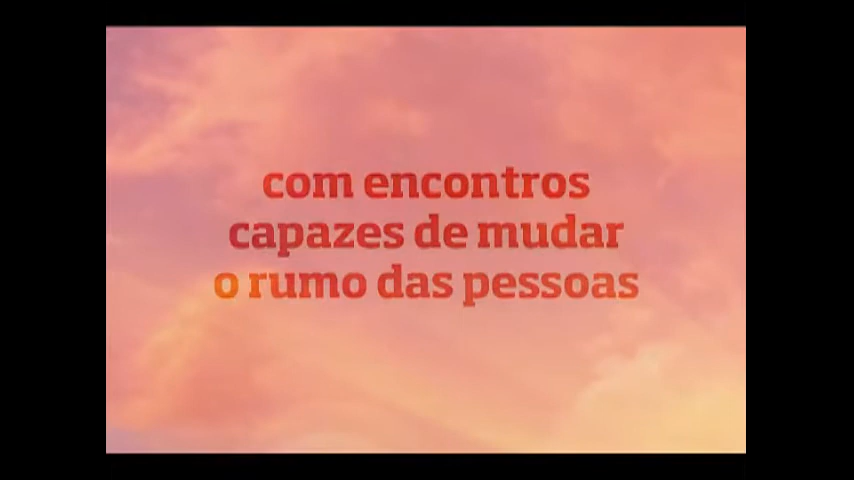 com encontros
capazes de mudar
o rumo das pessoas